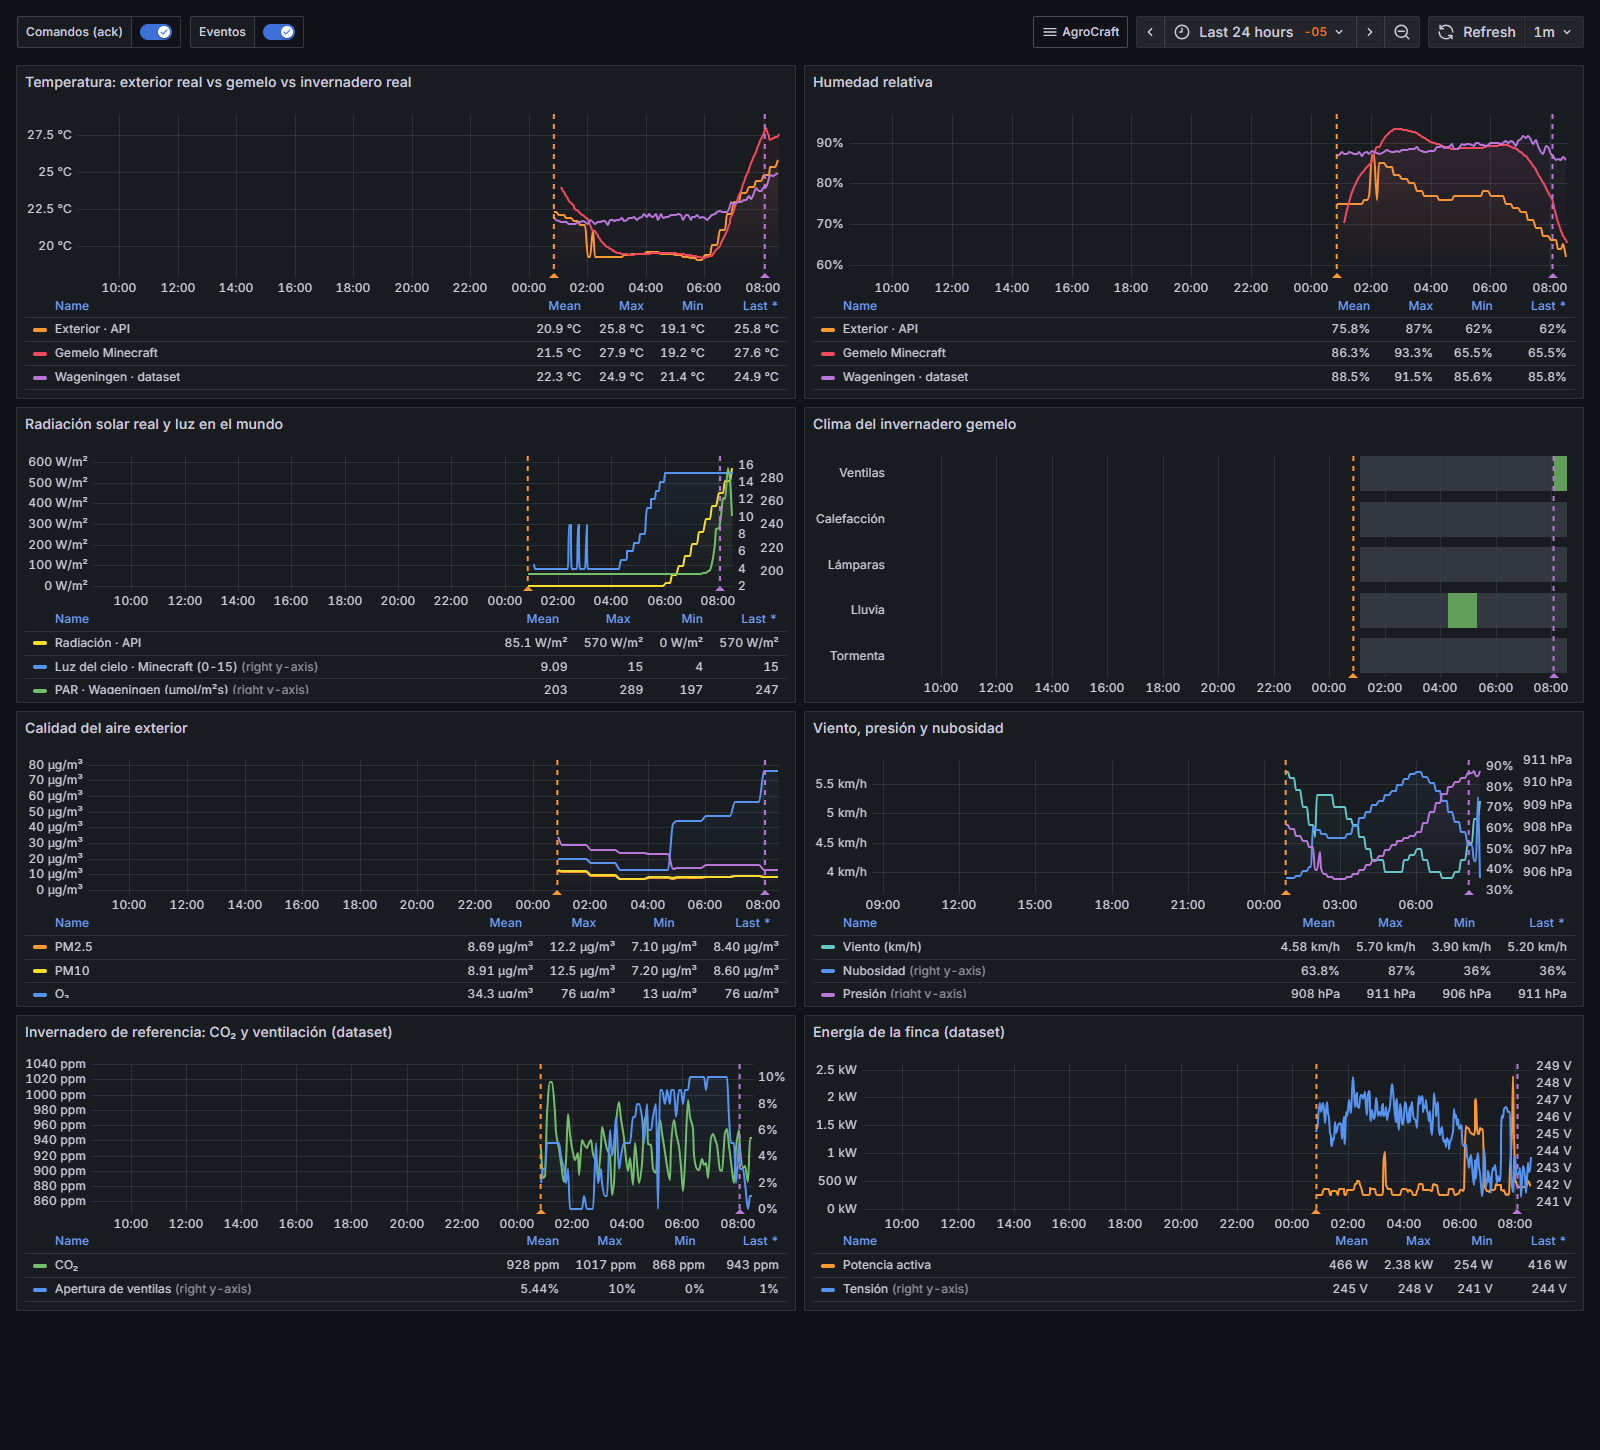 Comandos (ack) Eventos AgroCraft Last 24 hours -05 Refresh 1m
Temperatura: exterior real vs gemelo vs invernadero real
27.5 °C
25 °C
22.5 °C
20 °C
10:00 12:00 14:00 16:00 18:00 20:00 22:00 00:00 02:00 04:00 06:00 08:00
Name Mean Max Min Last *
Exterior · API 20.9 °C 25.8 °C 19.1 °C 25.8 °C
Gemelo Minecraft 21.5 °C 27.9 °C 19.2 °C 27.6 °C
Wageningen · dataset 22.3 °C 24.9 °C 21.4 °C 24.9 °C
Humedad relativa
90%
80%
70%
60%
10:00 12:00 14:00 16:00 18:00 20:00 22:00 00:00 02:00 04:00 06:00 08:00
Name Mean Max Min Last *
Exterior · API 75.8% 87% 62% 62%
Gemelo Minecraft 86.3% 93.3% 65.5% 65.5%
Wageningen · dataset 88.5% 91.5% 85.6% 85.8%
Radiación solar real y luz en el mundo
600 W/m²
500 W/m²
400 W/m²
300 W/m²
200 W/m²
100 W/m²
0 W/m²
16
14
12
10
8
6
4
2
280
260
240
220
200
10:00 12:00 14:00 16:00 18:00 20:00 22:00 00:00 02:00 04:00 06:00 08:00
Name Mean Max Min Last *
Radiación · API 85.1 W/m² 570 W/m² 0 W/m² 570 W/m²
Luz del cielo · Minecraft (0-15) (right y-axis) 9.09 15 4 15
PAR · Wageningen (µmol/m²s) (right y-axis) 203 289 197 247
Clima del invernadero gemelo
Ventilas
Calefacción
Lámparas
Lluvia
Tormenta
10:00 12:00 14:00 16:00 18:00 20:00 22:00 00:00 02:00 04:00 06:00 08:00
Calidad del aire exterior
80 µg/m³
70 µg/m³
60 µg/m³
50 µg/m³
40 µg/m³
30 µg/m³
20 µg/m³
10 µg/m³
0 µg/m³
10:00 12:00 14:00 16:00 18:00 20:00 22:00 00:00 02:00 04:00 06:00 08:00
Name Mean Max Min Last *
PM2.5 8.69 µg/m³ 12.2 µg/m³ 7.10 µg/m³ 8.40 µg/m³
PM10 8.91 µg/m³ 12.5 µg/m³ 7.20 µg/m³ 8.60 µg/m³
O₃ 34.3 µg/m³ 76 µg/m³ 13 µg/m³ 76 µg/m³
Viento, presión y nubosidad
5.5 km/h
5 km/h
4.5 km/h
4 km/h
90%
80%
70%
60%
50%
40%
30%
911 hPa
910 hPa
909 hPa
908 hPa
907 hPa
906 hPa
09:00 12:00 15:00 18:00 21:00 00:00 03:00 06:00
Name Mean Max Min Last *
Viento (km/h) 4.58 km/h 5.70 km/h 3.90 km/h 5.20 km/h
Nubosidad (right y-axis) 63.8% 87% 36% 36%
Presión (right y-axis) 908 hPa 911 hPa 906 hPa 911 hPa
Invernadero de referencia: CO₂ y ventilación (dataset)
1040 ppm
1020 ppm
1000 ppm
980 ppm
960 ppm
940 ppm
920 ppm
900 ppm
880 ppm
860 ppm
10%
8%
6%
4%
2%
0%
10:00 12:00 14:00 16:00 18:00 20:00 22:00 00:00 02:00 04:00 06:00 08:00
Name Mean Max Min Last *
CO₂ 928 ppm 1017 ppm 868 ppm 943 ppm
Apertura de ventilas (right y-axis) 5.44% 10% 0% 1%
Energía de la finca (dataset)
2.5 kW
2 kW
1.5 kW
1 kW
500 W
0 kW
249 V
248 V
247 V
246 V
245 V
244 V
243 V
242 V
241 V
10:00 12:00 14:00 16:00 18:00 20:00 22:00 00:00 02:00 04:00 06:00 08:00
Name Mean Max Min Last *
Potencia activa 466 W 2.38 kW 254 W 416 W
Tensión (right y-axis) 245 V 248 V 241 V 244 V